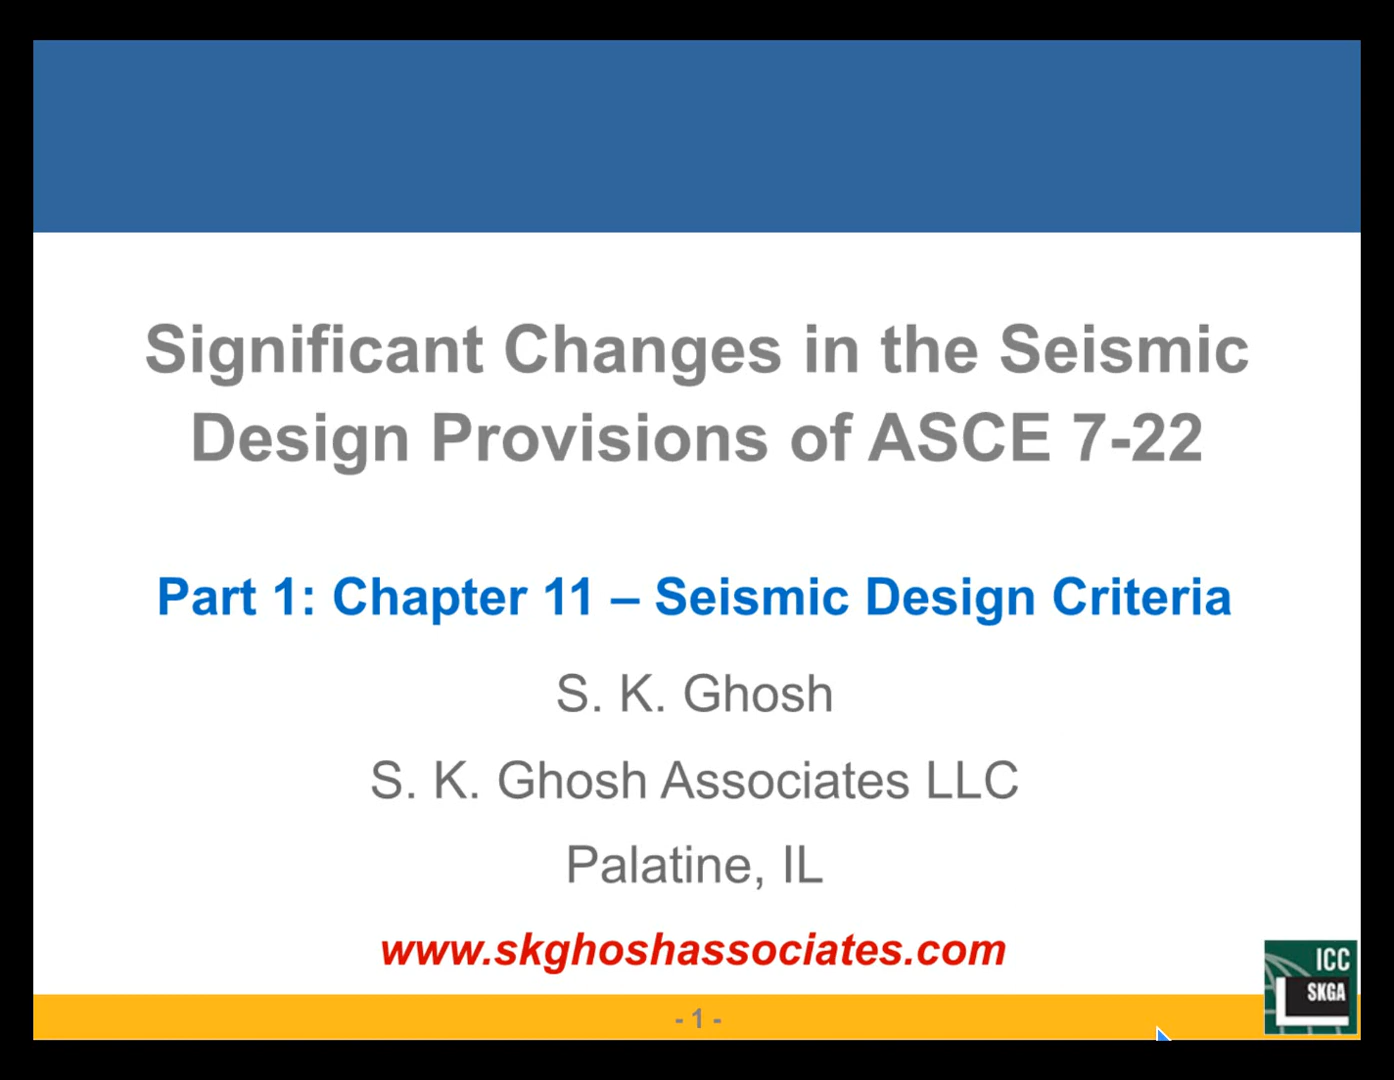 Significant Changes in the Seismic
Design Provisions of ASCE 7-22
Part 1: Chapter 11 – Seismic Design Criteria
S. K. Ghosh
S. K. Ghosh Associates LLC
Palatine, IL
www.skghoshassociates.com
ICC
SKGA
- 1 -